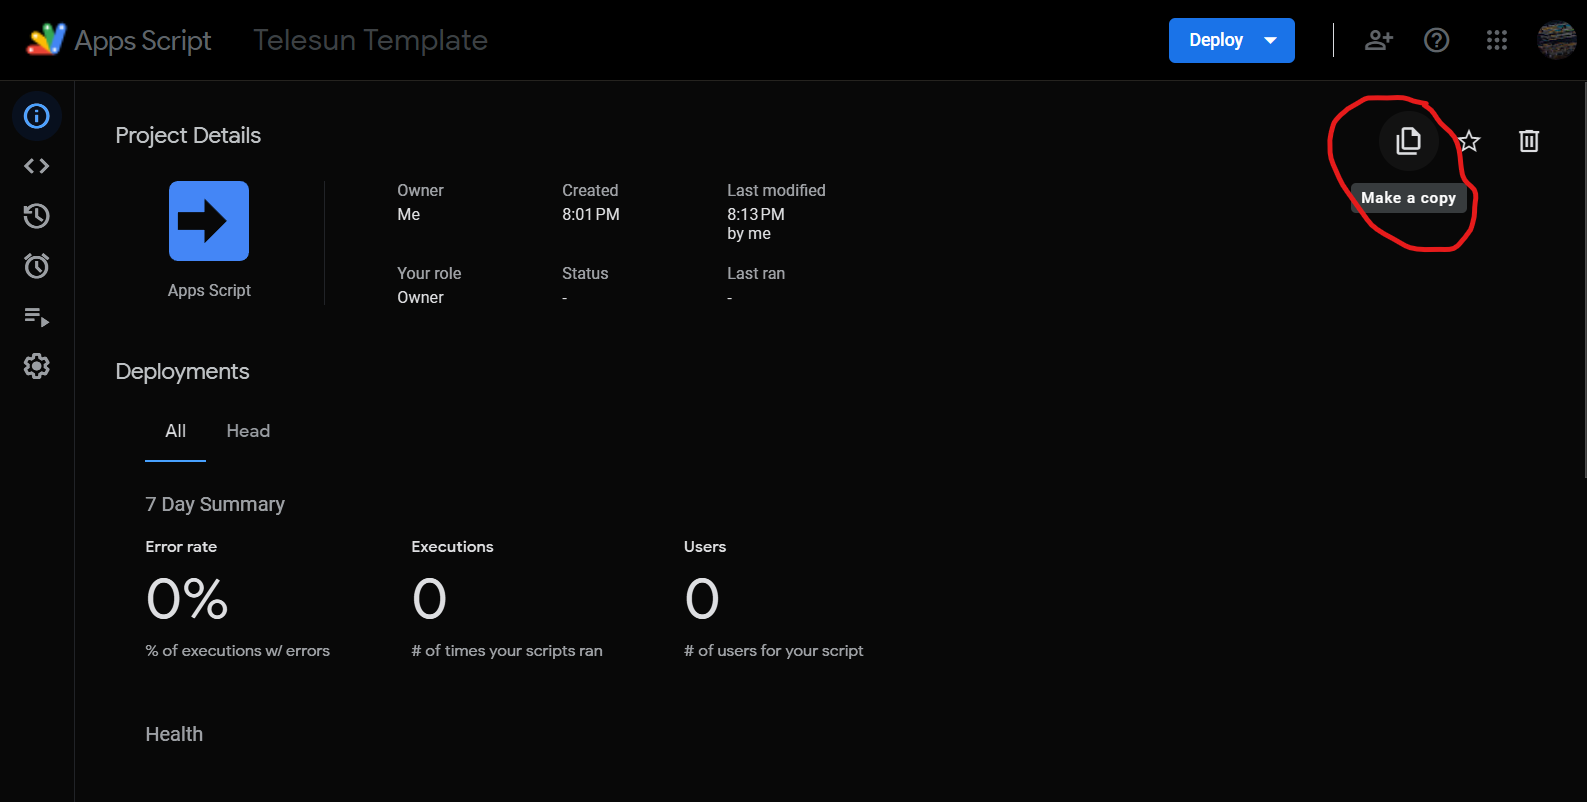 Apps Script
Telesun Template
Deploy
Project Details
Make a copy
Apps Script
Owner
Me
Created
8:01 PM
Last modified
8:13 PM
by me
Your role
Owner
Status
-
Last ran
-
Deployments
All
Head
7 Day Summary
Error rate
0%
% of executions w/ errors
Executions
0
# of times your scripts ran
Users
0
# of users for your script
Health